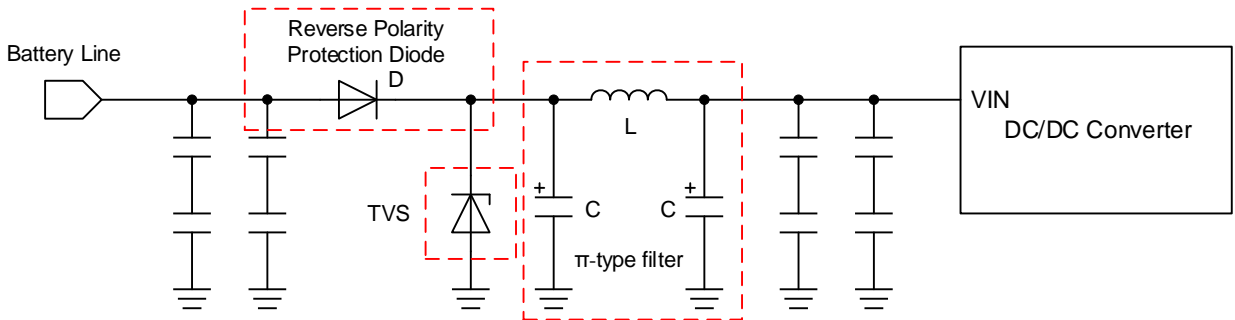 Reverse Polarity
Protection Diode
D
Battery Line
VIN
DC/DC Converter
L
+
C
+
C
TVS
π-type filter